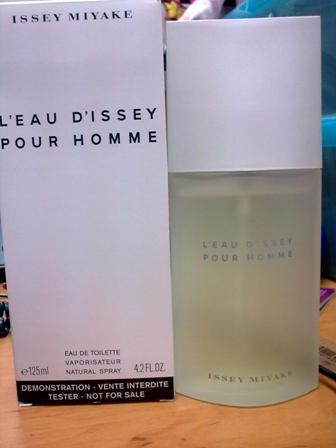 ISSEY MIYAKE
L'EAU D'ISSEY
POUR HOMME
EAU DE TOILETTE
VAPORISATEUR
℮125ml NATURAL SPRAY 4.2 FL.OZ.
DEMONSTRATION - VENTE INTERDITE
TESTER - NOT FOR SALE
L'EAU D'ISSEY
POUR HOMME
ISSEY MIYAKE